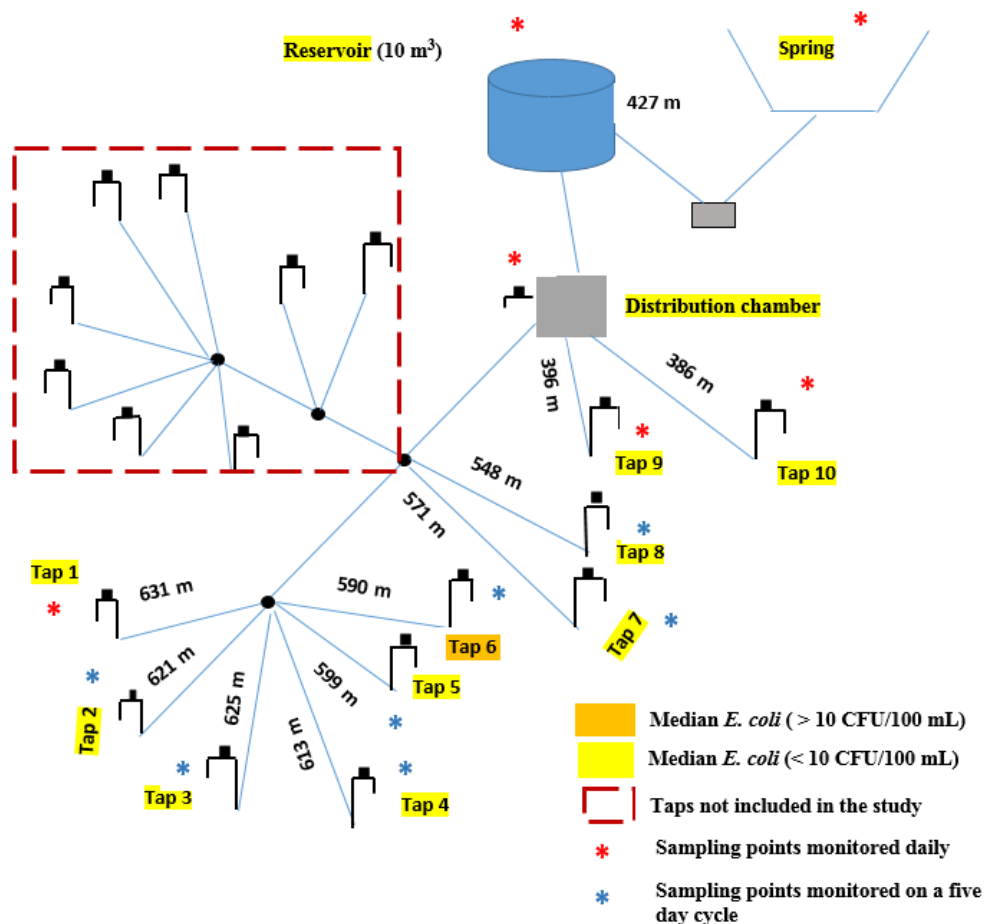 Reservoir (10 m³)
Spring
427 m
Distribution chamber
396 m
386 m
Tap 9
Tap 10
548 m
571 m
Tap 8
Tap 7
Tap 1
631 m
590 m
Tap 6
621 m
599 m
Tap 5
Tap 2
625 m
613 m
Tap 3
Tap 4
Median E. coli ( > 10 CFU/100 mL)
Median E. coli (< 10 CFU/100 mL)
Taps not included in the study
* Sampling points monitored daily
* Sampling points monitored on a five
day cycle